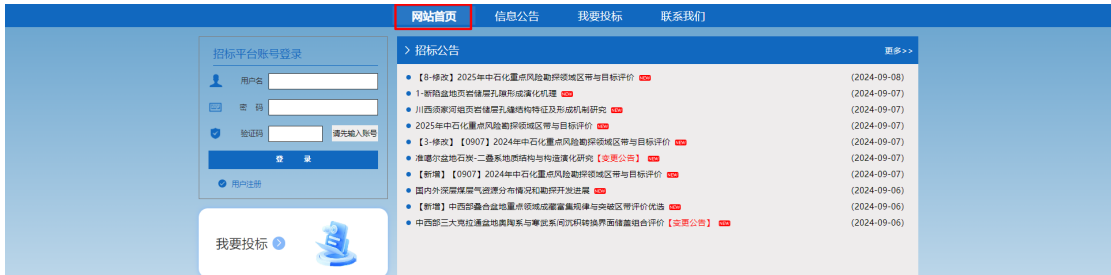 网站首页 信息公告 我要投标 联系我们
招标平台账号登录
用户名
密 码
验证码 请先输入账号
登 录
用户注册
我要投标
> 招标公告 更多>>
【8-修改】2025年中石化重点风险勘探领域区带与目标评价 NEW (2024-09-08)
1-断陷盆地页岩储层孔隙形成演化机理 NEW (2024-09-07)
川西须家河组页岩储层孔缝结构特征及形成机制研究 NEW (2024-09-07)
2025年中石化重点风险勘探领域区带与目标评价 NEW (2024-09-07)
【3-修改】【0907】2024年中石化重点风险勘探领域区带与目标评价 NEW (2024-09-07)
准噶尔盆地石炭-二叠系地质结构与构造演化研究【变更公告】 NEW (2024-09-07)
【新增】【0907】2024年中石化重点风险勘探领域区带与目标评价 NEW (2024-09-07)
国内外深层煤层气资源分布情况和勘探开发进展 NEW (2024-09-06)
【新增】中西部叠合盆地重点领域成藏富集规律与突破区带评价优选 NEW (2024-09-06)
中西部三大克拉通盆地奥陶系与寒武系间沉积转换界面储盖组合评价【变更公告】 NEW (2024-09-06)